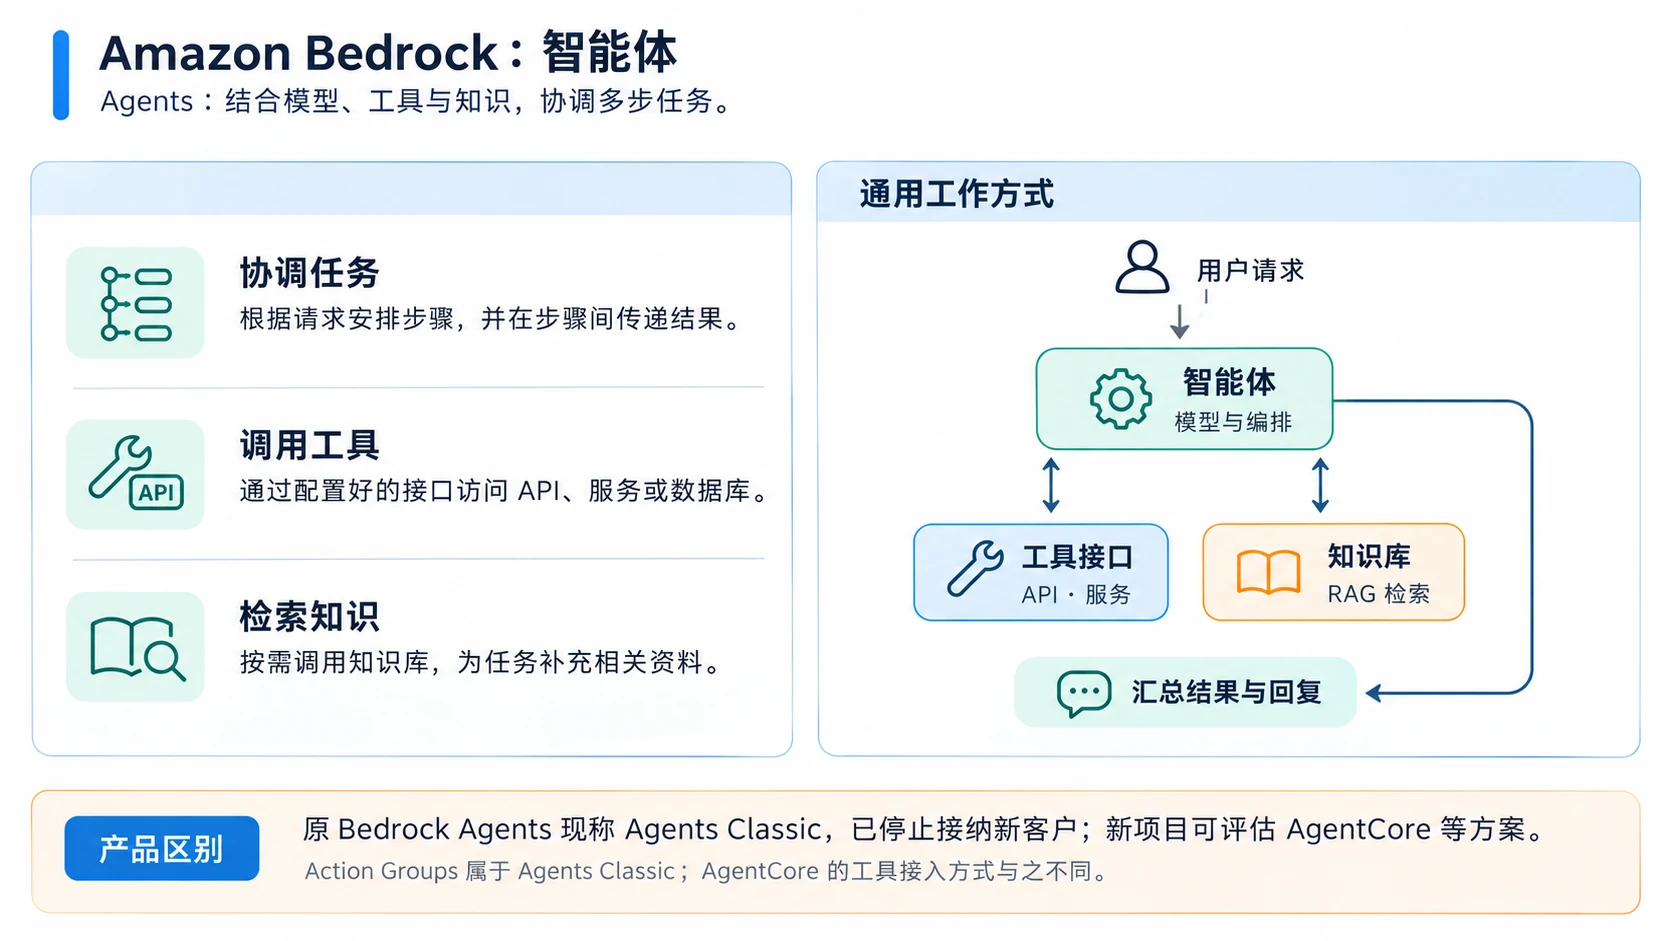 Amazon Bedrock：智能体
Agents：结合模型、工具与知识，协调多步任务。
协调任务
根据请求安排步骤，并在步骤间传递结果。
调用工具
API
通过配置好的接口访问 API、服务或数据库。
检索知识
按需调用知识库，为任务补充相关资料。
通用工作方式
用户请求
智能体
模型与编排
工具接口
API · 服务
知识库
RAG 检索
汇总结果与回复
产品区别
原 Bedrock Agents 现称 Agents Classic，已停止接纳新客户；新项目可评估 AgentCore 等方案。
Action Groups 属于 Agents Classic；AgentCore 的工具接入方式与之不同。